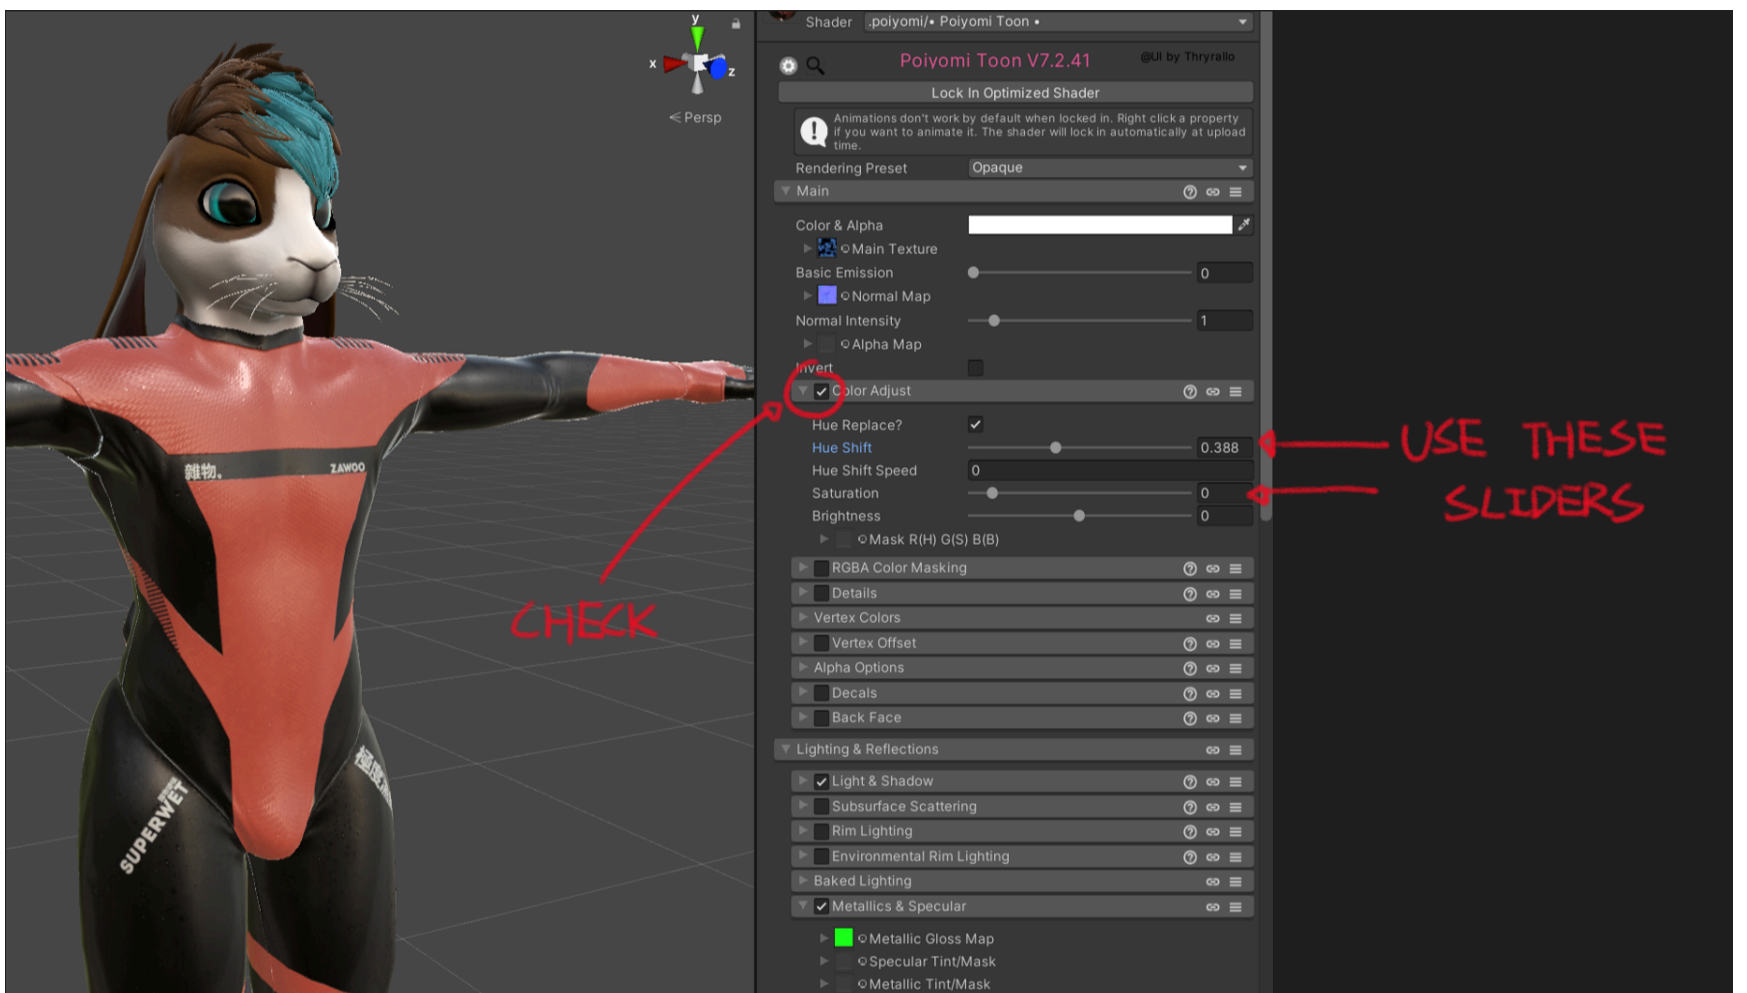 y
x
z
Persp
雜物。
ZAWOO
SUPERWET
Shader .poiyomi/• Poiyomi Toon •
Poiyomi Toon V7.2.41
@UI by Thryrallo
Lock In Optimized Shader
Animations don't work by default when locked in. Right click a property
if you want to animate it. The shader will lock in automatically at upload
time.
Rendering Preset Opaque
Main
Color & Alpha
Main Texture
Basic Emission 0
Normal Map
Normal Intensity 1
Alpha Map
Invert
Color Adjust
Hue Replace?
Hue Shift 0.388
Hue Shift Speed 0
Saturation 0
Brightness 0
Mask R(H) G(S) B(B)
RGBA Color Masking
Details
Vertex Colors
Vertex Offset
Alpha Options
Decals
Back Face
Lighting & Reflections
Light & Shadow
Subsurface Scattering
Rim Lighting
Environmental Rim Lighting
Baked Lighting
Metallics & Specular
Metallic Gloss Map
Specular Tint/Mask
Metallic Tint/Mask
CHECK
USE THESE
SLIDERS